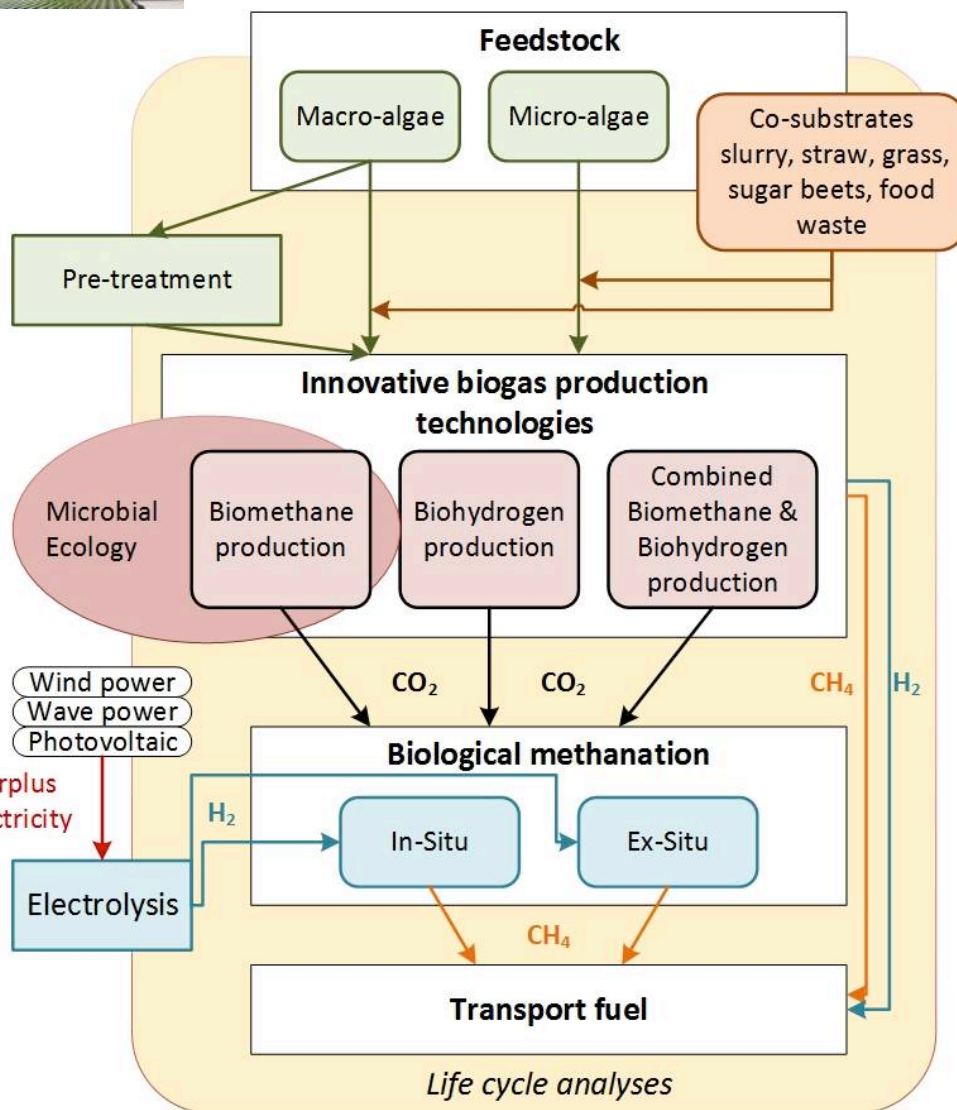 Feedstock
Macro-algae
Micro-algae
Co-substrates
slurry, straw, grass,
sugar beets, food
waste
Pre-treatment
Innovative biogas production
technologies
Microbial
Ecology
Biomethane
production
Biohydrogen
production
Combined
Biomethane &
Biohydrogen
production
CO₂
CO₂
CH₄
H₂
Wind power
Wave power
Photovoltaic
Biological methanation
H₂
In-Situ
Ex-Situ
Electrolysis
CH₄
Transport fuel
Life cycle analyses